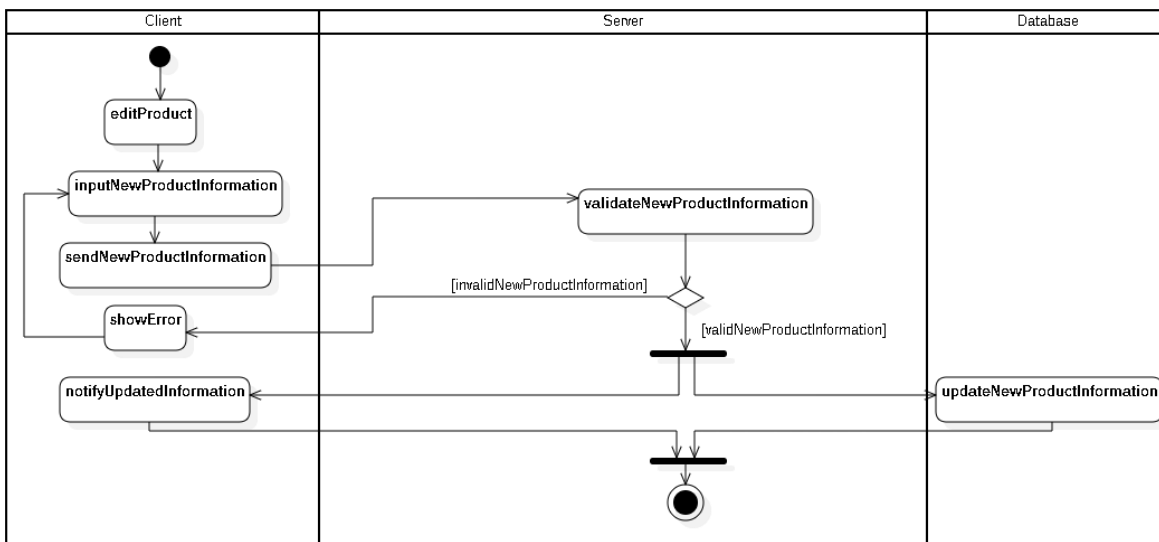 Client
Server
Database
editProduct
inputNewProductInformation
validateNewProductInformation
sendNewProductInformation
[invalidNewProductInformation]
showError
[validNewProductInformation]
notifyUpdatedInformation
updateNewProductInformation